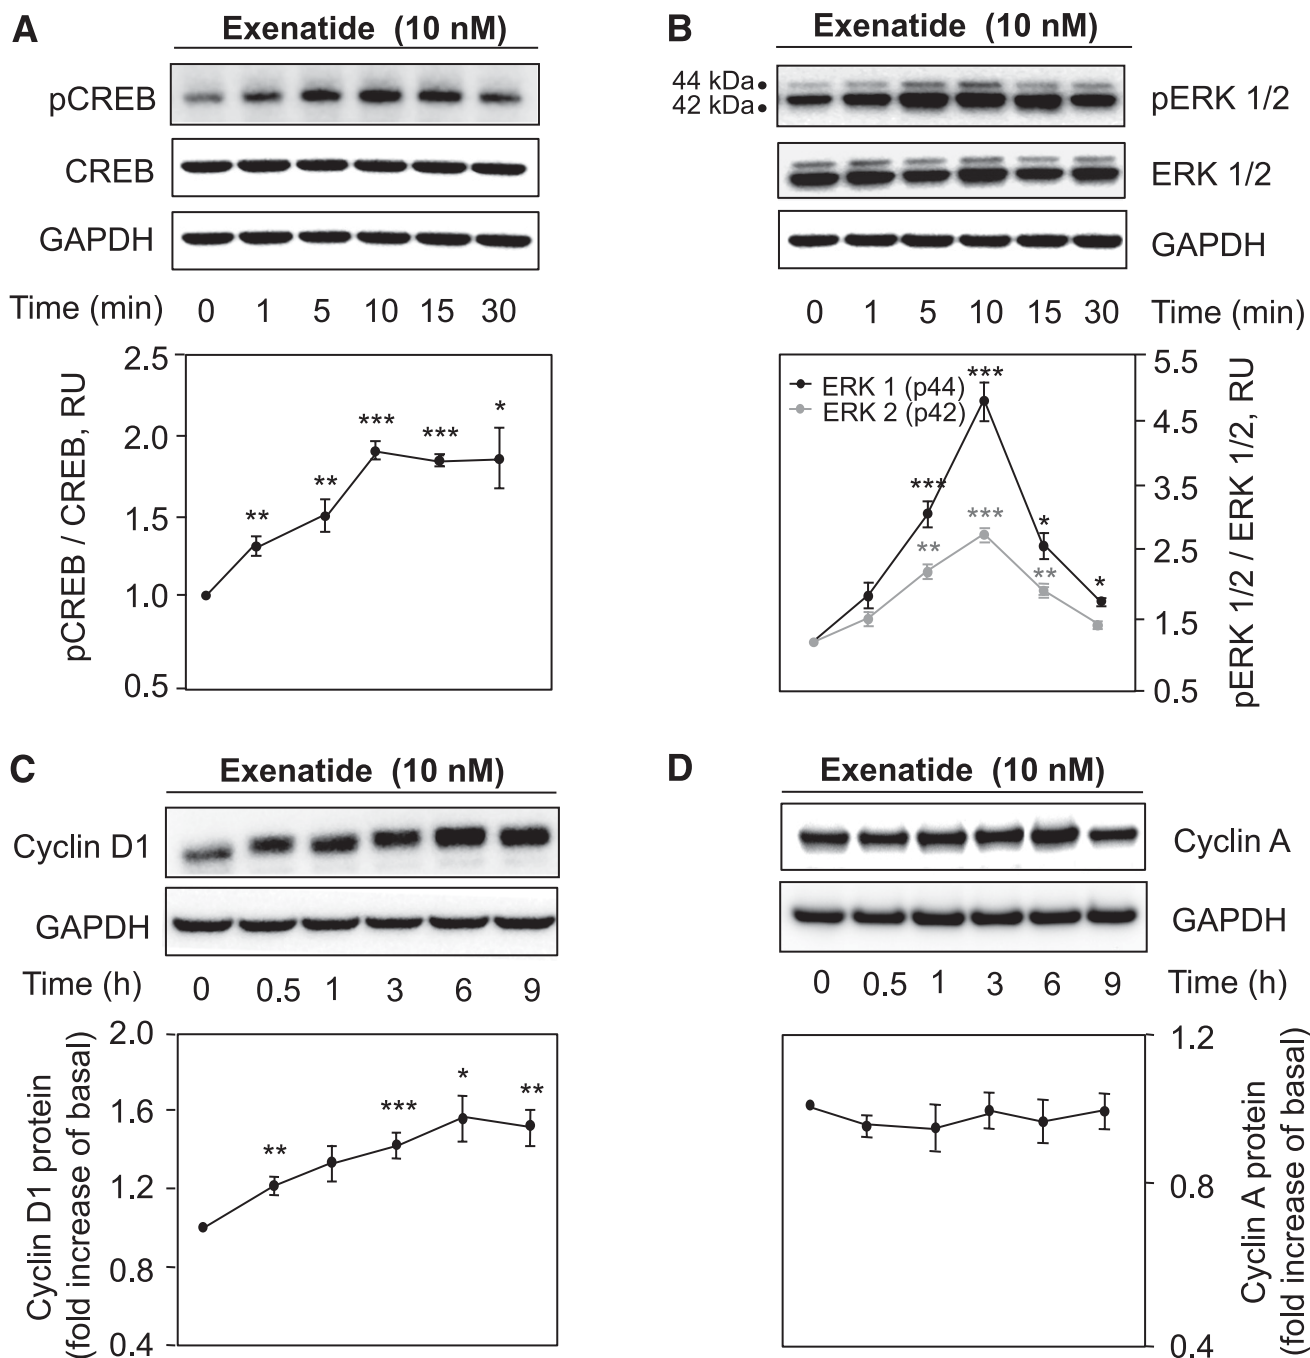 A
Exenatide (10 nM)
pCREB
CREB
GAPDH
Time (min) 0 1 5 10 15 30
2.5
2.0
1.5
1.0
0.5
pCREB / CREB, RU
**
**
***
***
*
B
Exenatide (10 nM)
44 kDa
42 kDa
pERK 1/2
ERK 1/2
GAPDH
0 1 5 10 15 30 Time (min)
ERK 1 (p44)
ERK 2 (p42)
***
***
*
*
**
***
**
5.5
4.5
3.5
2.5
1.5
0.5
pERK 1/2 / ERK 1/2, RU
C
Exenatide (10 nM)
Cyclin D1
GAPDH
Time (h) 0 0.5 1 3 6 9
2.0
1.6
1.2
0.8
0.4
Cyclin D1 protein
(fold increase of basal)
**
***
*
**
D
Exenatide (10 nM)
Cyclin A
GAPDH
0 0.5 1 3 6 9 Time (h)
1.2
0.8
0.4
Cyclin A protein
(fold increase of basal)